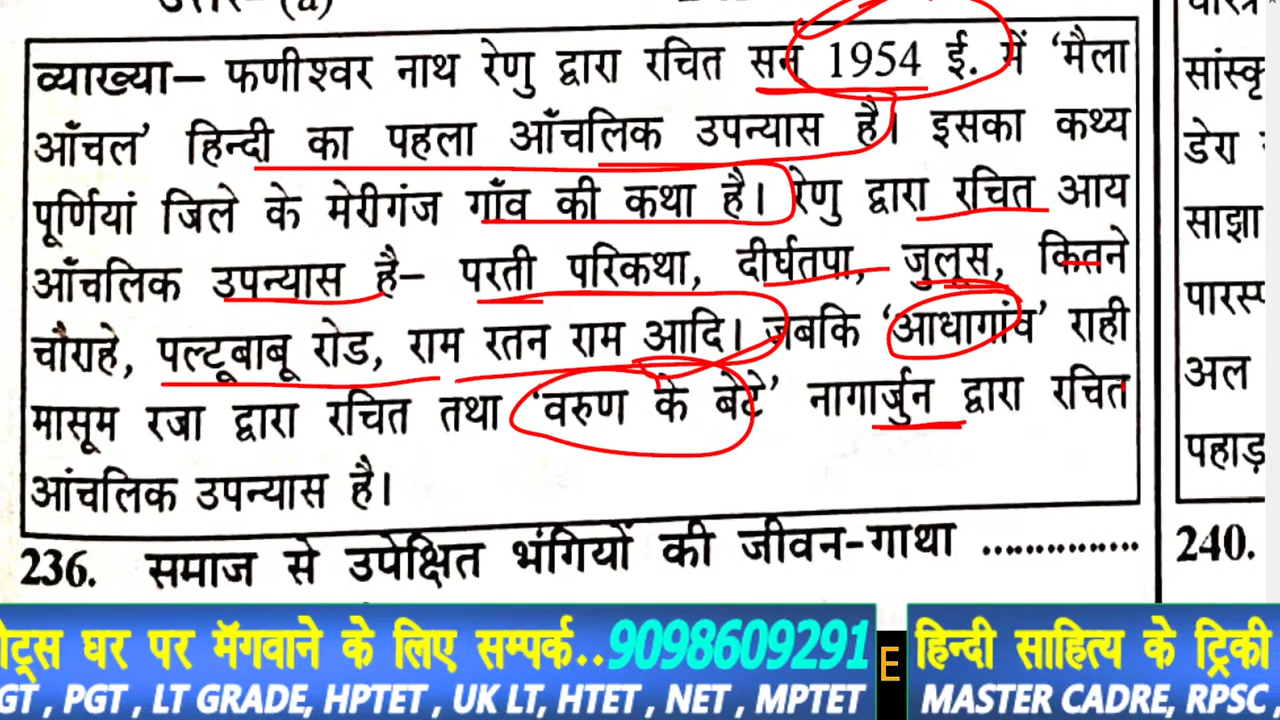 उत्तर– (a)
व्याख्या– फणीश्वर नाथ रेणु द्वारा रचित सन् 1954 ई. में ‘मैला
आँचल’ हिन्दी का पहला आँचलिक उपन्यास है। इसका कथ्य
पूर्णियां जिले के मेरीगंज गाँव की कथा है। रेणु द्वारा रचित आय
आँचलिक उपन्यास है– परती परिकथा, दीर्घतपा, जुलूस, कितने
चौराहे, पल्टूबाबू रोड, राम रतन राम आदि। जबकि ‘आधागांव’ राही
मासूम रजा द्वारा रचित तथा ‘वरुण के बेटे’ नागार्जुन द्वारा रचित
आंचलिक उपन्यास है।
236. समाज से उपेक्षित भंगियों की जीवन-गाथा ...............
सांस्कृ
डेरा
साझा
पारस्प
अल
पहाड़
240.
नोट्स घर पर मॅगवाने के लिए सम्पर्क..9098609291
GT , PGT , LT GRADE, HPTET , UK LT, HTET , NET , MPTET
E
हिन्दी साहित्य के ट्रिकी
MASTER CADRE, RPSC ,